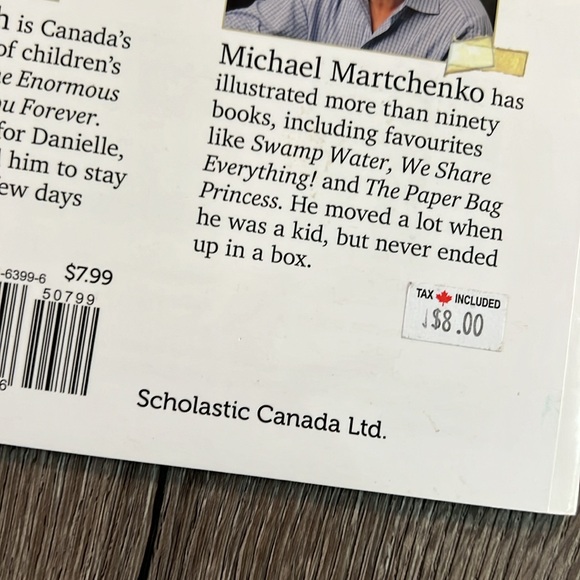 h is Canada's
of children's
e Enormous
u Forever.
for Danielle,
him to stay
ew days
Michael Martchenko has
illustrated more than ninety
books, including favourites
like Swamp Water, We Share
Everything! and The Paper Bag
Princess. He moved a lot when
he was a kid, but never ended
up in a box.
-6399-6 $7.99
50799
6
TAX INCLUDED
$8.00
Scholastic Canada Ltd.